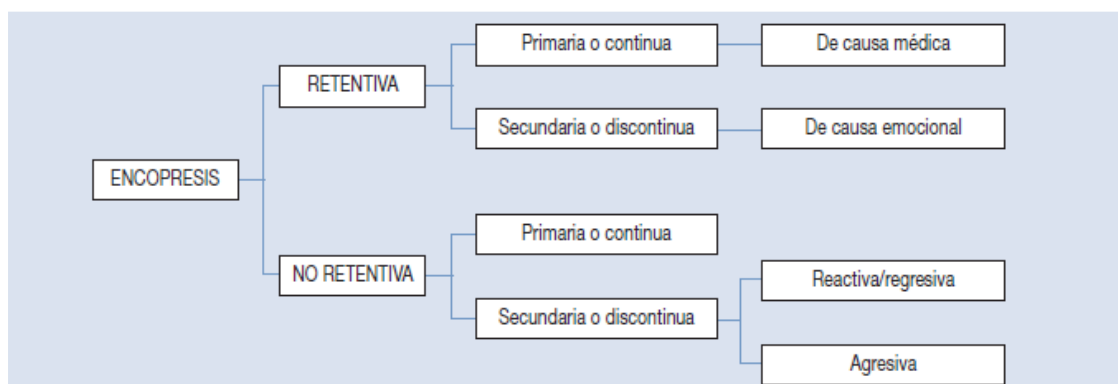 Primaria o continua
De causa médica
RETENTIVA
Secundaria o discontinua
De causa emocional
ENCOPRESIS
Primaria o continua
NO RETENTIVA
Reactiva/regresiva
Secundaria o discontinua
Agresiva